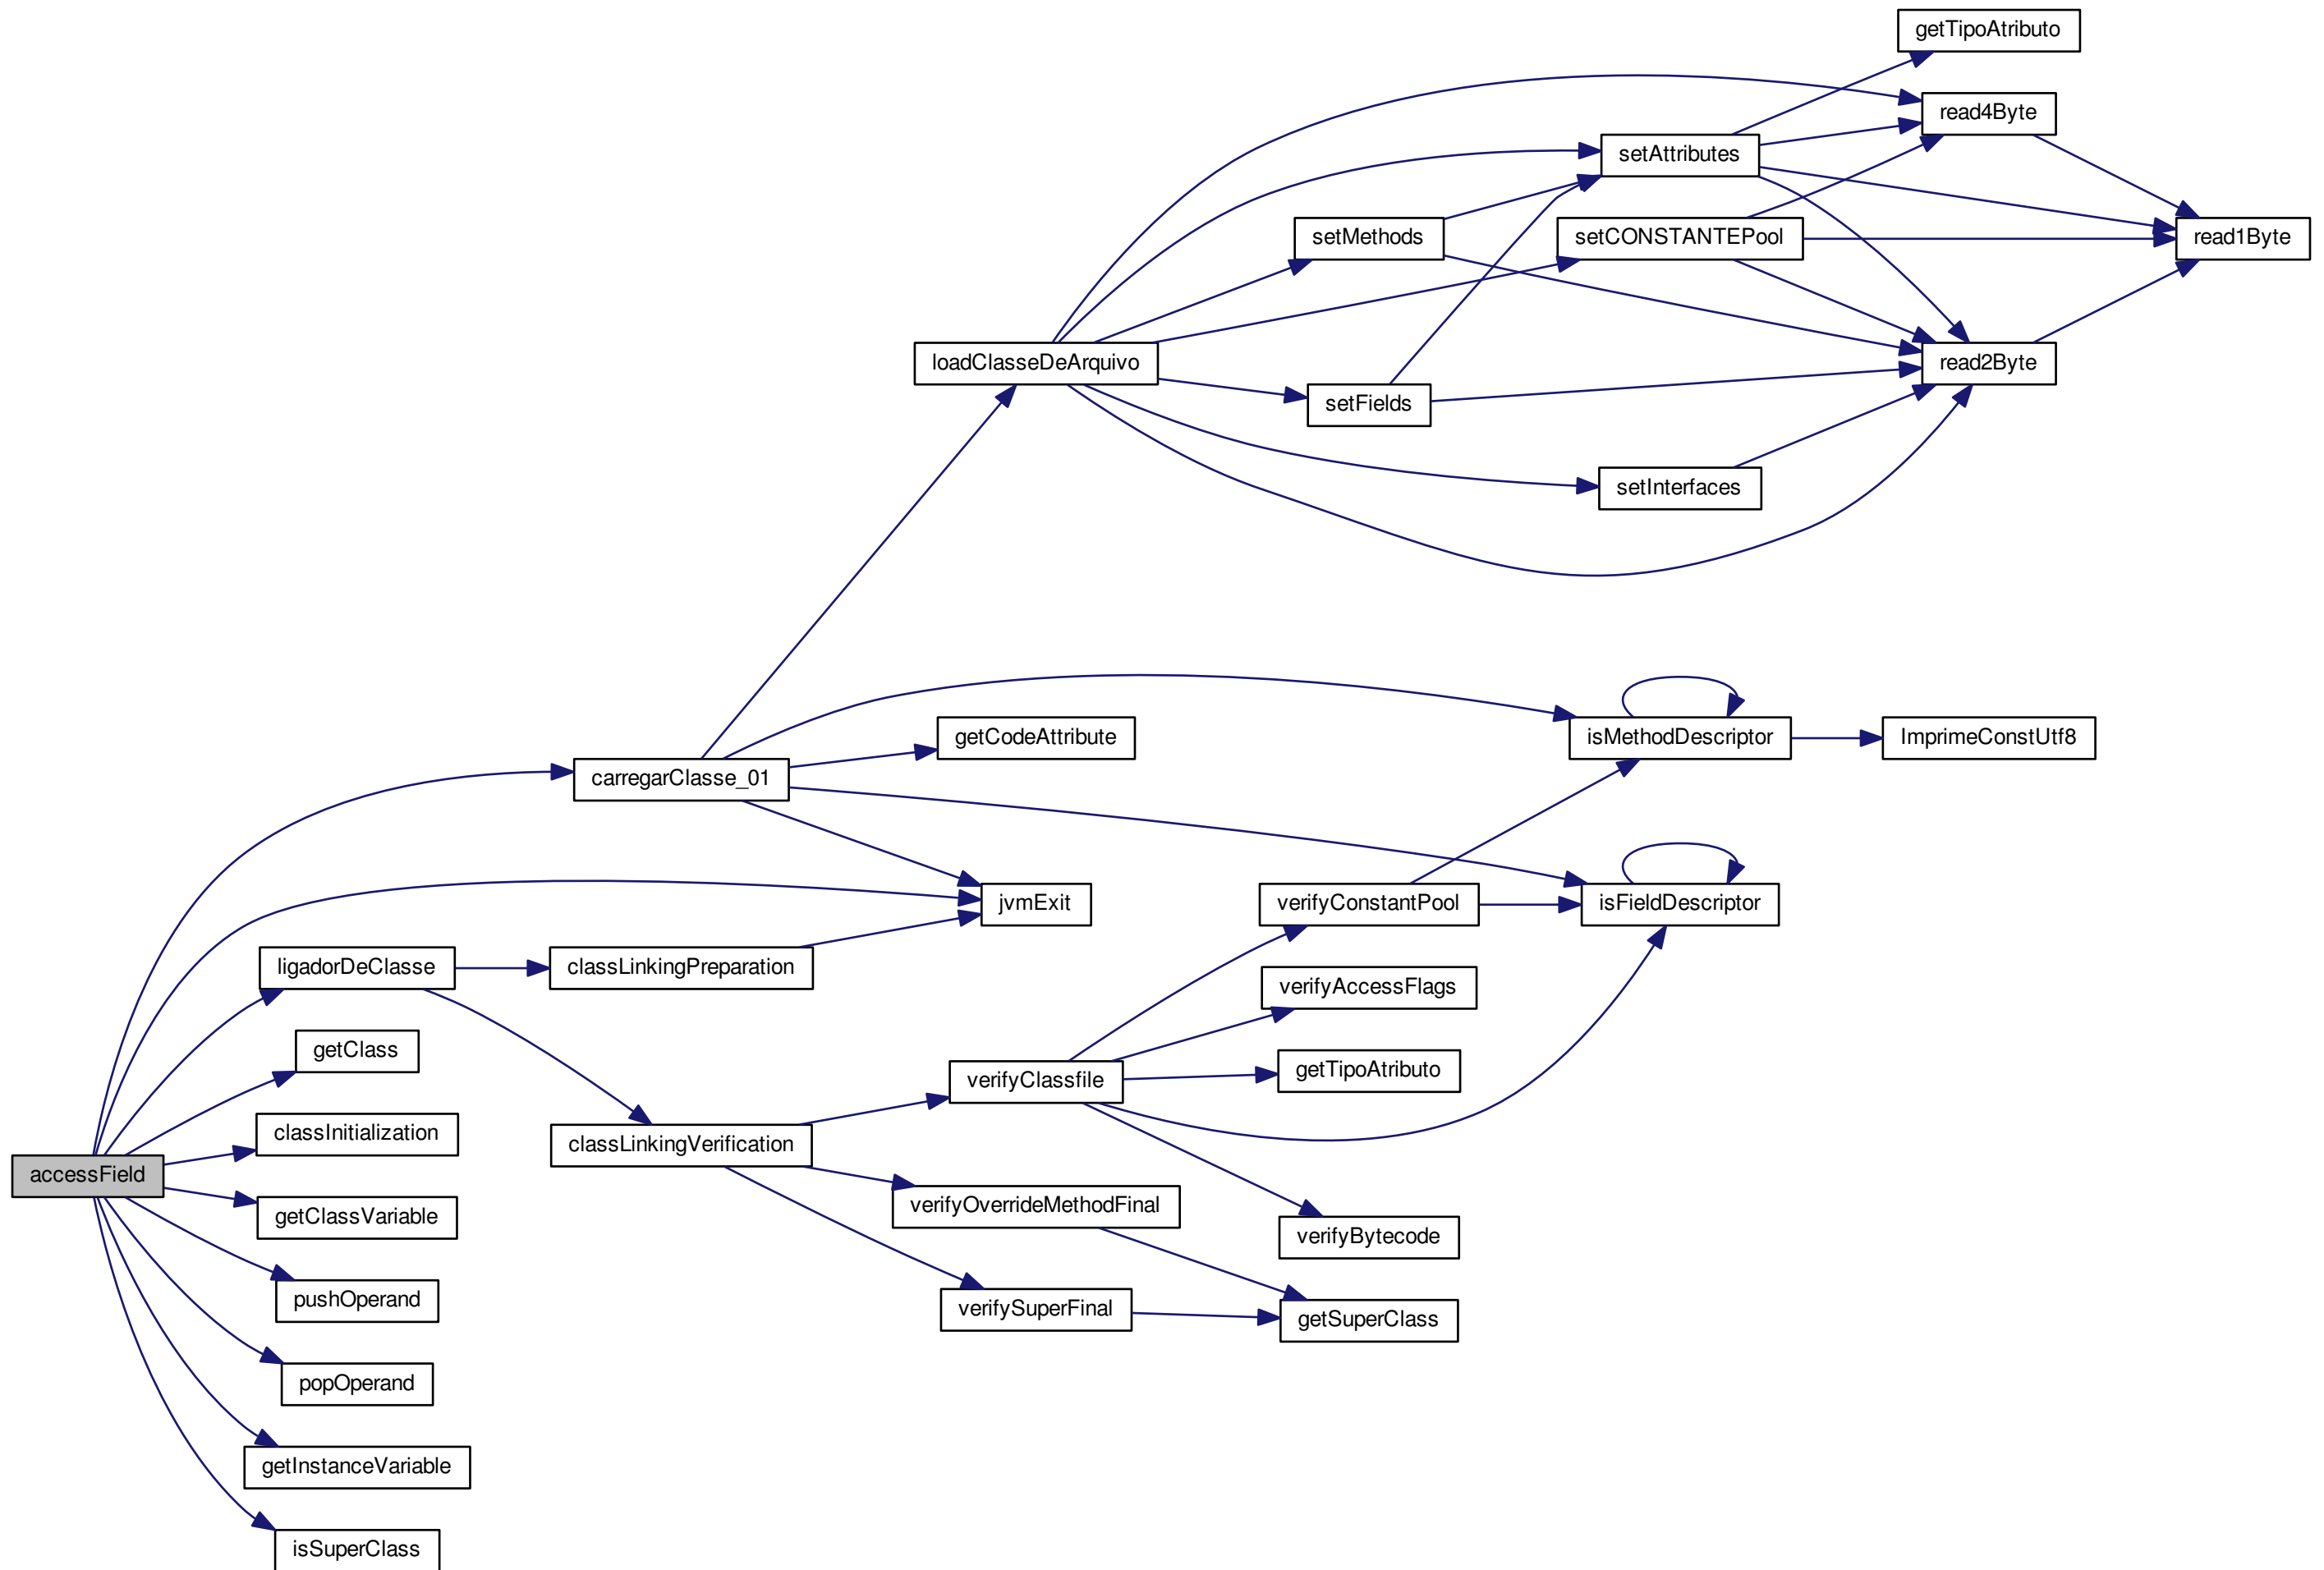 getTipoAtributo
read4Byte
setAttributes
setMethods
setCONSTANTEPool
read1Byte
loadClasseDeArquivo
read2Byte
setFields
setInterfaces
isMethodDescriptor
ImprimeConstUtf8
getCodeAttribute
carregarClasse_01
jvmExit
verifyConstantPool
isFieldDescriptor
ligadorDeClasse
classLinkingPreparation
verifyAccessFlags
getClass
verifyClassfile
getTipoAtributo
classInitialization
classLinkingVerification
accessField
getClassVariable
verifyOverrideMethodFinal
verifyBytecode
pushOperand
verifySuperFinal
getSuperClass
popOperand
getInstanceVariable
isSuperClass